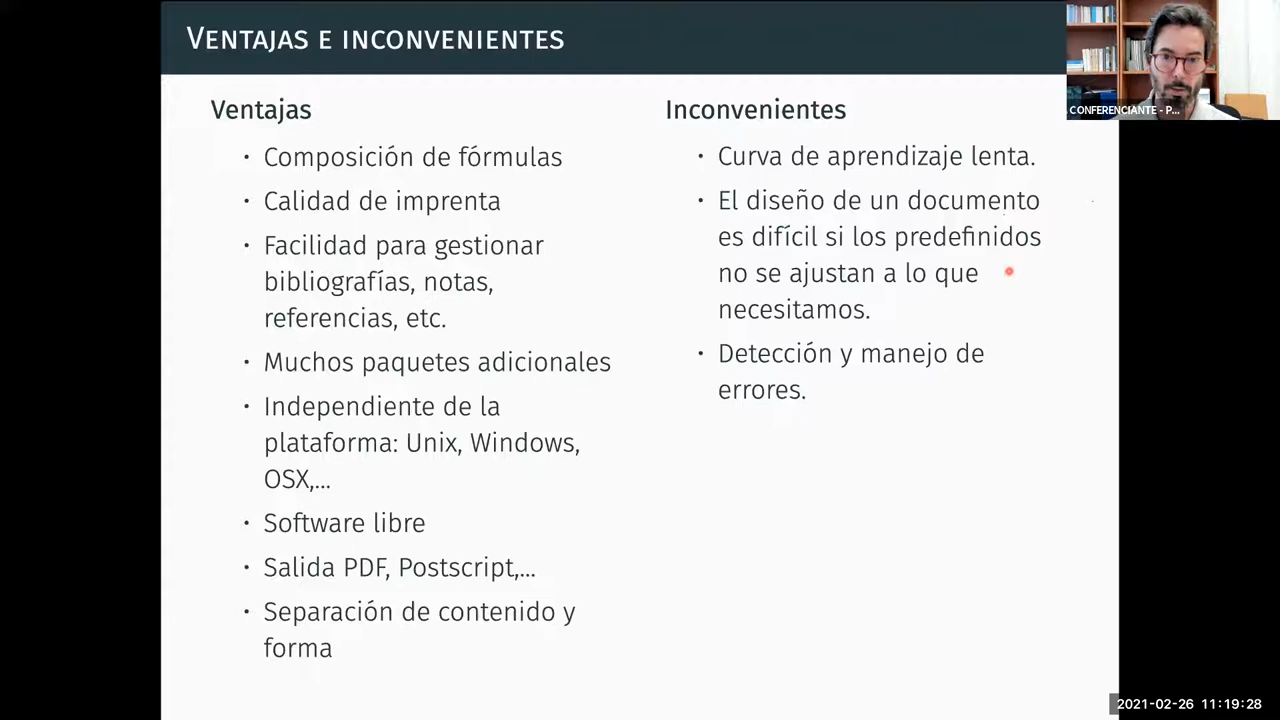 VENTAJAS E INCONVENIENTES
Ventajas
• Composición de fórmulas
• Calidad de imprenta
• Facilidad para gestionar
bibliografías, notas,
referencias, etc.
• Muchos paquetes adicionales
• Independiente de la
plataforma: Unix, Windows,
OSX,...
• Software libre
• Salida PDF, Postscript,...
• Separación de contenido y
forma
Inconvenientes
• Curva de aprendizaje lenta.
• El diseño de un documento
es difícil si los predefinidos
no se ajustan a lo que
necesitamos.
• Detección y manejo de
errores.
CONFERENCIANTE - P...
2021-02-26 11:19:28